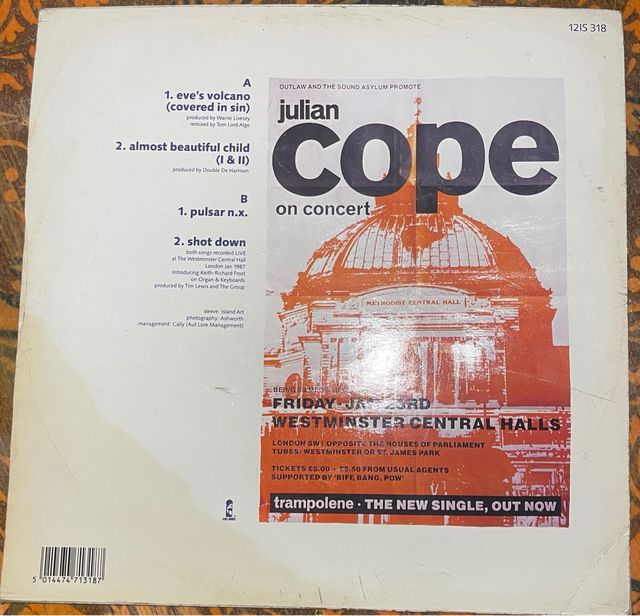 12IS 318
A
1. eve's volcano
(covered in sin)
produced by Warne Livesey
remixed by Tom Lord Alge
2. almost beautiful child
(I & II)
produced by Double De Harrison
B
1. pulsar n.x.
2. shot down
both songs recorded LIVE
at The Westminster Central Hall
London Jan 1987
Introducing Keith-Richard Frost
on Organ & Keyboards
produced by Tim Lewis and The Group
sleeve: Island Art
photography: Ashworth
management: Cally (Aut Lore Management)
OUTLAW AND THE SOUND ASYLUM PROMOTE
julian
cope
on concert
METHODIST CENTRAL HALL
BEING FILMED
FRIDAY JAN 23RD
WESTMINSTER CENTRAL HALLS
LONDON SW1 OPPOSITE THE HOUSES OF PARLIAMENT
TUBES: WESTMINSTER OR ST. JAMES PARK
TICKETS £5.00 + £5.50 FROM USUAL AGENTS
SUPPORTED BY 'BIFF, BANG, POW'
trampolene · THE NEW SINGLE, OUT NOW
ISLAND
5 014474 713187